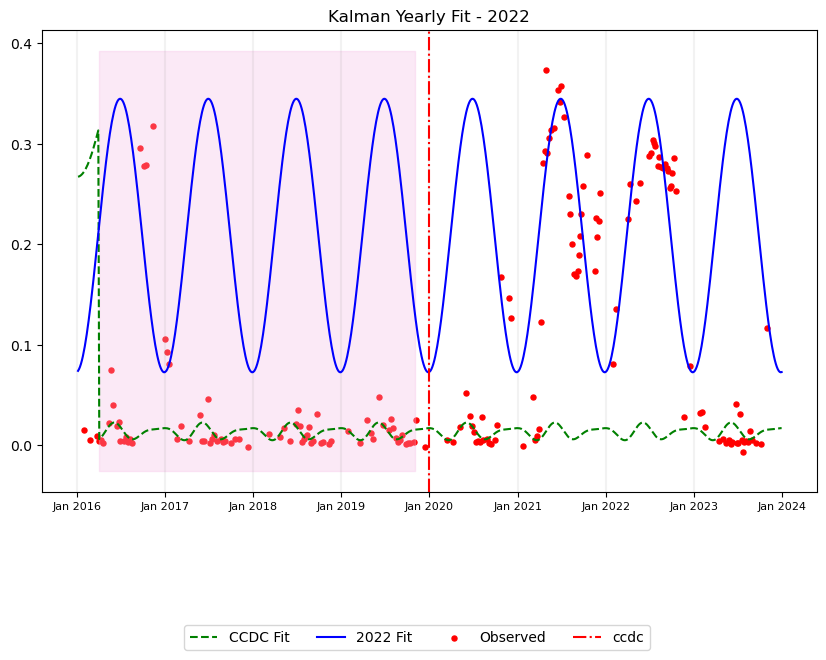 Kalman Yearly Fit - 2022
0.4
0.3
0.2
0.1
0.0
Jan 2016 Jan 2017 Jan 2018 Jan 2019 Jan 2020 Jan 2021 Jan 2022 Jan 2023 Jan 2024
CCDC Fit 2022 Fit Observed ccdc